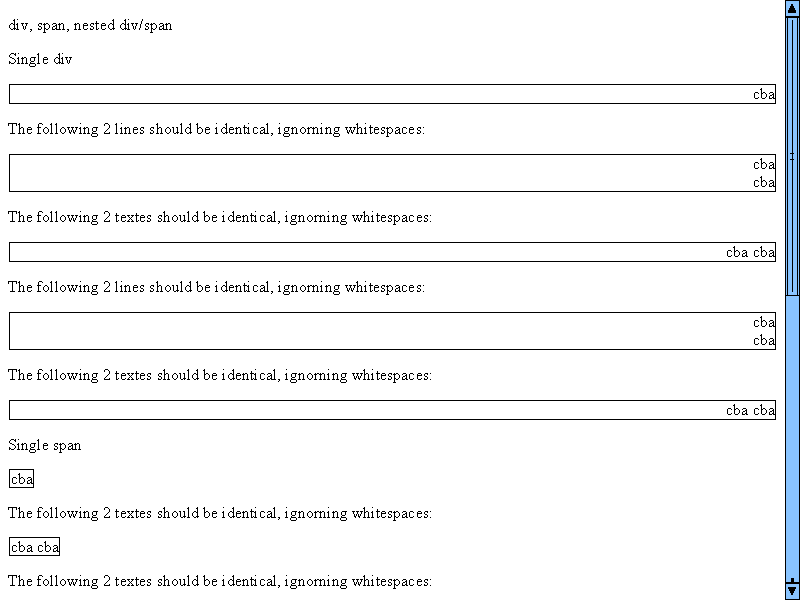 div, span, nested div/span
Single div
cba
The following 2 lines should be identical, ignorning whitespaces:
cba
cba
The following 2 textes should be identical, ignorning whitespaces:
cba cba
The following 2 lines should be identical, ignorning whitespaces:
cba
cba
The following 2 textes should be identical, ignorning whitespaces:
cba cba
Single span
cba
The following 2 textes should be identical, ignorning whitespaces:
cba cba
The following 2 textes should be identical, ignorning whitespaces: